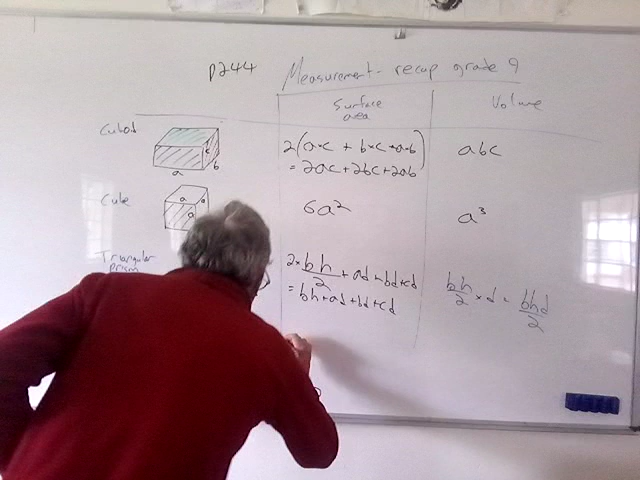 p244 Measurement - recap grade 9
Surface area
Volume
Cuboid
a
b
c
2(a×c + b×c + a×b)
= 2ac + 2bc + 2ab
abc
Cube
a
a
a
6a²
a³
Triangular prism
2×bh/2 + ad + bd + cd
= bh + ad + bd + cd
bh/2 × d = bhd/2